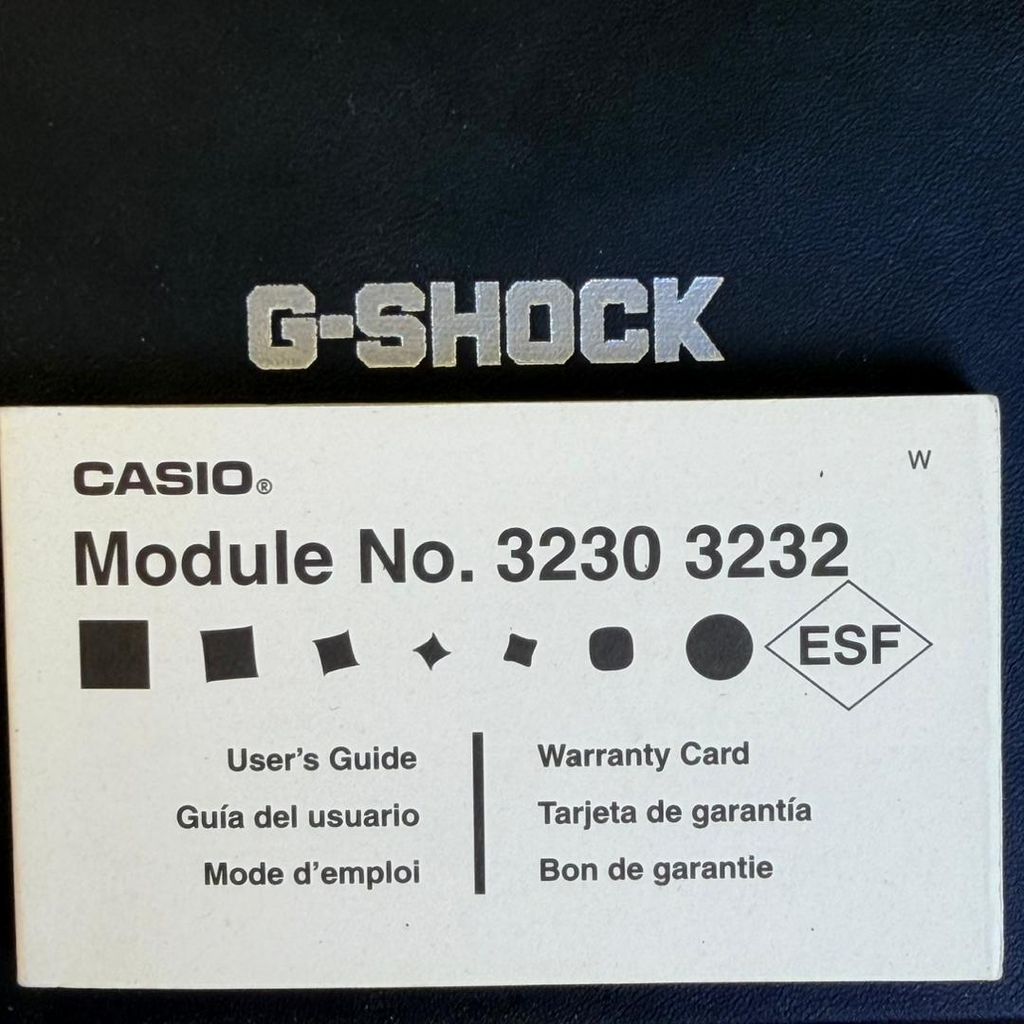 G-SHOCK
CASIO®
W
Module No. 3230 3232
ESF
User's Guide
Guía del usuario
Mode d'emploi
Warranty Card
Tarjeta de garantía
Bon de garantie